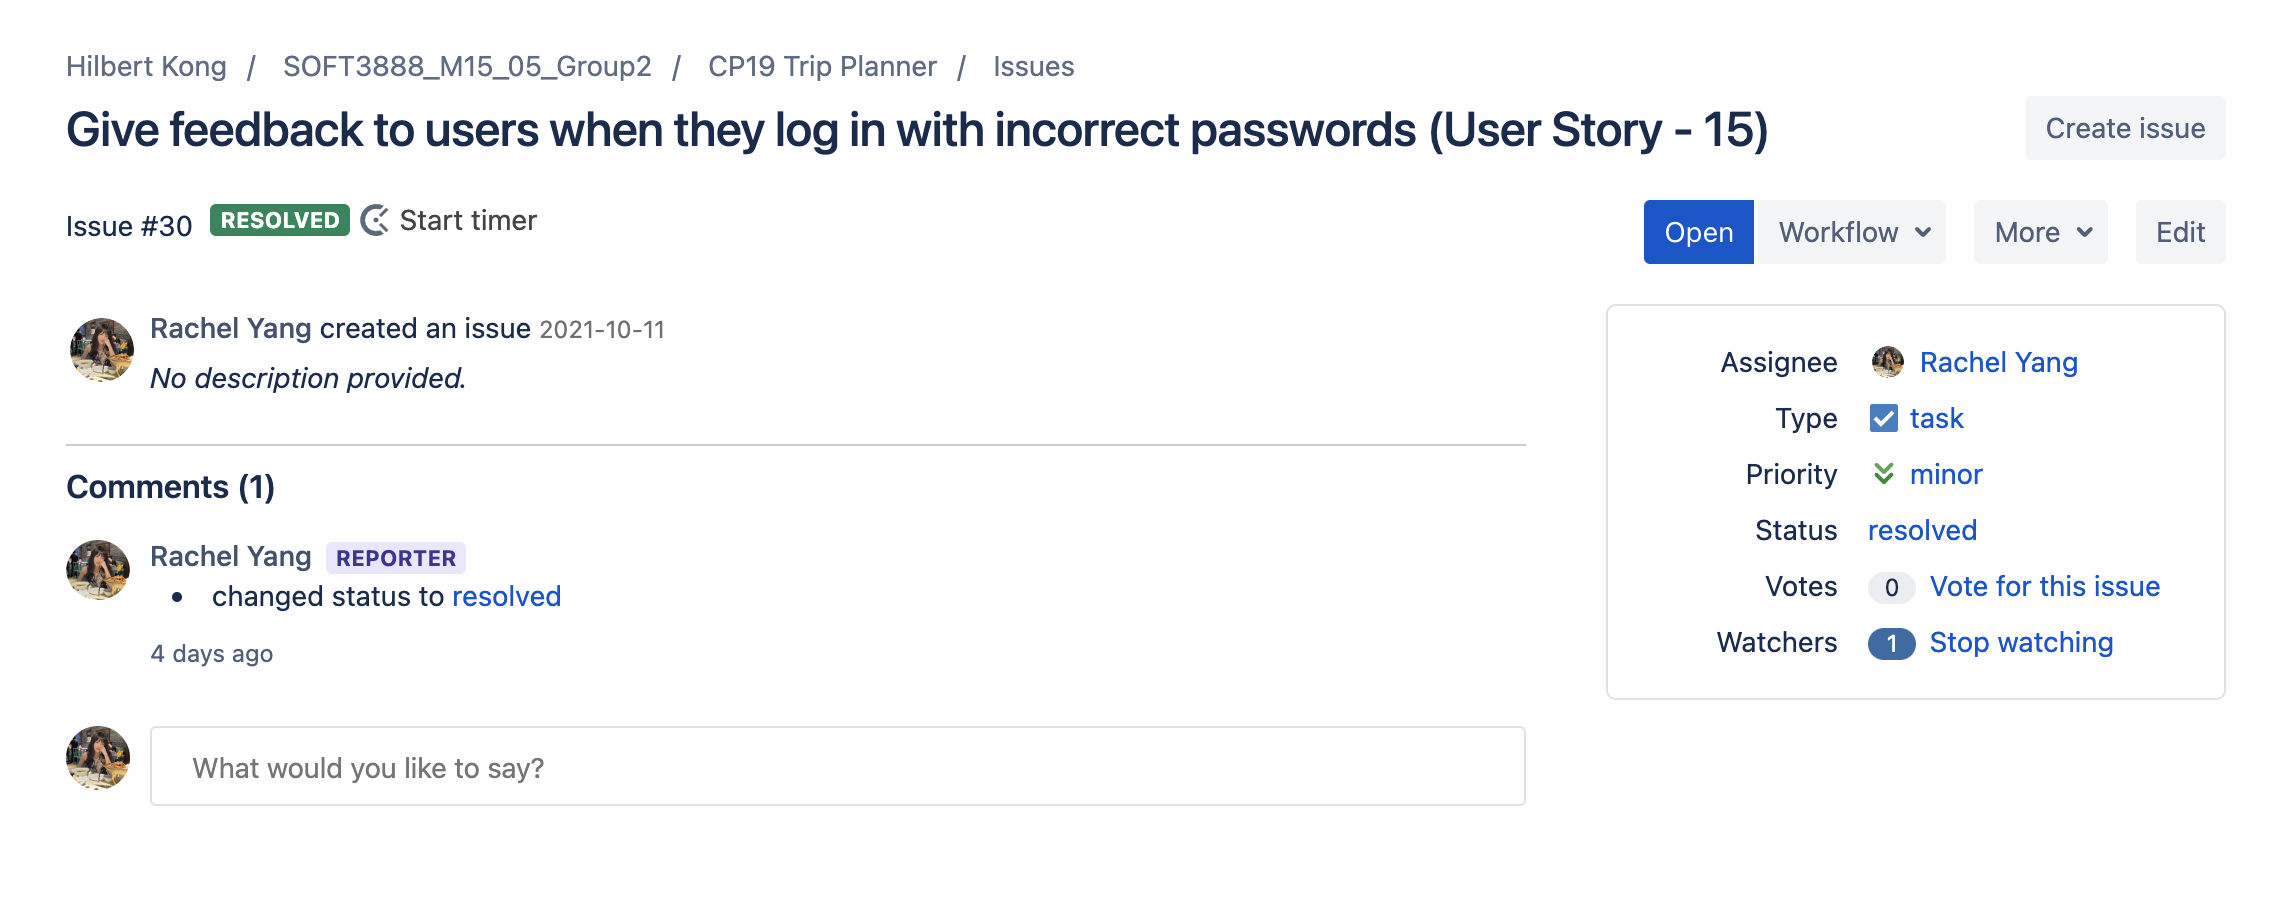 Hilbert Kong / SOFT3888_M15_05_Group2 / CP19 Trip Planner / Issues
Give feedback to users when they log in with incorrect passwords (User Story - 15)
Create issue
Issue #30 RESOLVED Start timer
Open Workflow More Edit
Rachel Yang created an issue 2021-10-11
No description provided.
Comments (1)
Rachel Yang REPORTER
• changed status to resolved
4 days ago
What would you like to say?
Assignee Rachel Yang
Type task
Priority minor
Status resolved
Votes 0 Vote for this issue
Watchers 1 Stop watching